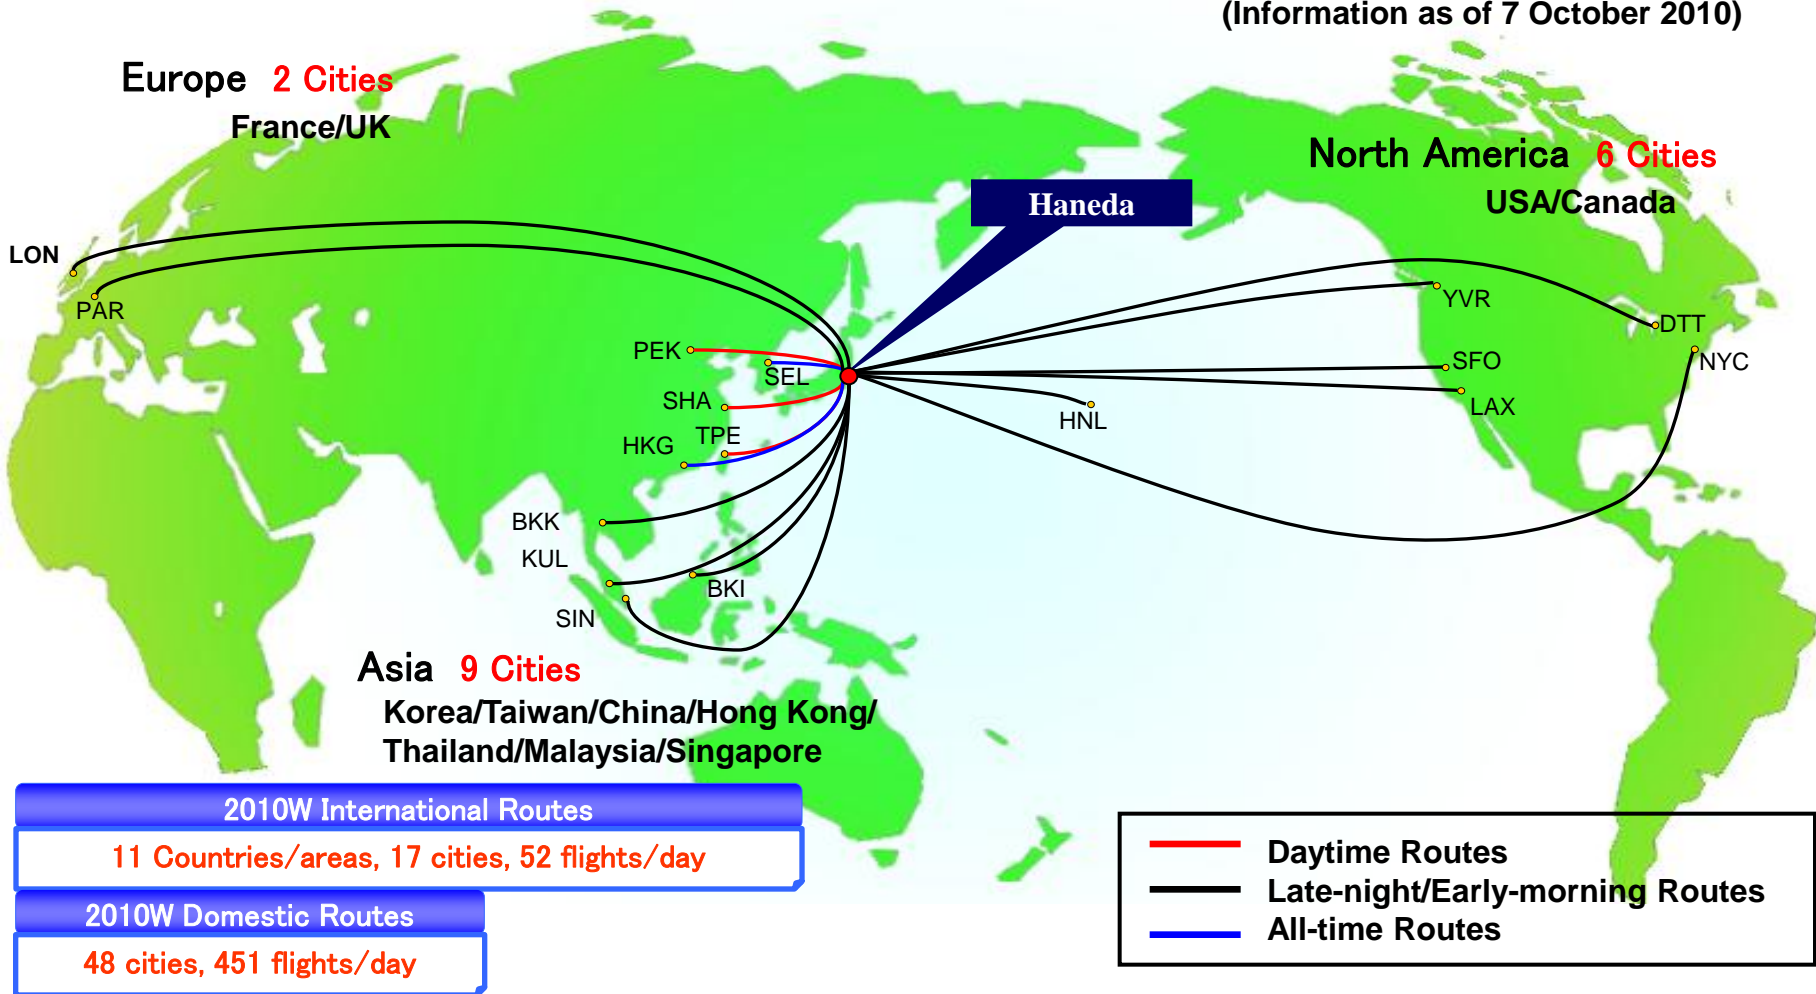 (Information as of 7 October 2010)
Europe 2 Cities
France/UK
North America 6 Cities
USA/Canada
Haneda
LON
PAR
YVR
DTT
PEK
SEL
SFO
NYC
SHA
LAX
HNL
TPE
HKG
BKK
KUL
BKI
SIN
Asia 9 Cities
Korea/Taiwan/China/Hong Kong/
Thailand/Malaysia/Singapore
2010W International Routes
11 Countries/areas, 17 cities, 52 flights/day
2010W Domestic Routes
48 cities, 451 flights/day
Daytime Routes
Late-night/Early-morning Routes
All-time Routes